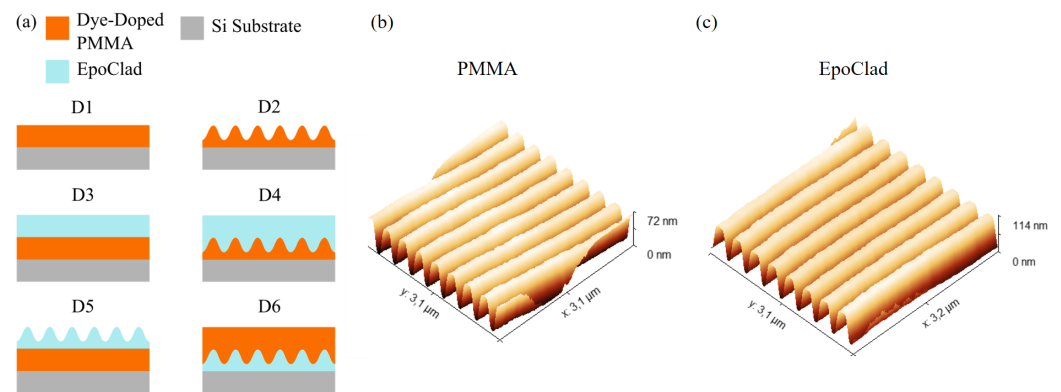 (a)
Dye-Doped
PMMA
Si Substrate
EpoClad
D1
D2
D3
D4
D5
D6
(b)
PMMA
72 nm
0 nm
y: 3,1 µm
x: 3,1 µm
(c)
EpoClad
114 nm
0 nm
y: 3,1 µm
x: 3,2 µm